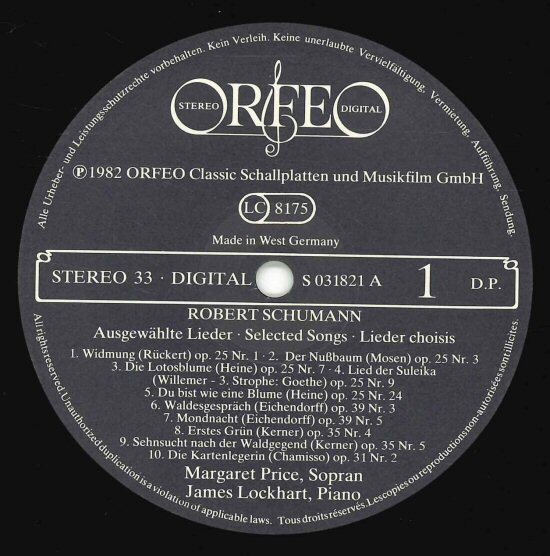 Alle Urheber- und Leistungsschutzrechte vorbehalten. Kein Verleih. Keine unerlaubte Vervielfältigung, Vermietung, Aufführung, Sendung.
STEREO ORFEO DIGITAL
Ⓟ1982 ORFEO Classic Schallplatten und Musikfilm GmbH
LC 8175
Made in West Germany
STEREO 33 · DIGITAL S 031821 A 1 D.P.
ROBERT SCHUMANN
Ausgewählte Lieder · Selected Songs · Lieder choisis
1. Widmung (Rückert) op. 25 Nr. 1 · 2. Der Nußbaum (Mosen) op. 25 Nr. 3
3. Die Lotosblume (Heine) op. 25 Nr. 7 · 4. Lied der Suleika
(Willemer - 3. Strophe: Goethe) op. 25 Nr. 9
5. Du bist wie eine Blume (Heine) op. 25 Nr. 24
6. Waldesgespräch (Eichendorff) op. 39 Nr. 3
7. Mondnacht (Eichendorff) op. 39 Nr. 5
8. Erstes Grün (Kerner) op. 35 Nr. 4
9. Sehnsucht nach der Waldgegend (Kerner) op. 35 Nr. 5
10. Die Kartenlegerin (Chamisso) op. 31 Nr. 2
Margaret Price, Sopran
James Lockhart, Piano
All rights reserved. Unauthorized duplication is a violation of applicable laws. Tous droits réservés. Les copies ou reproductions non-autorisées sont illicites.